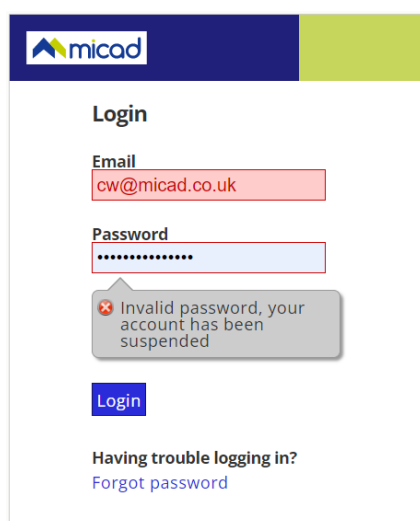 micad
Login
Email
cw@micad.co.uk
Password
•••••••••••••••
Invalid password, your
account has been
suspended
Login
Having trouble logging in?
Forgot password